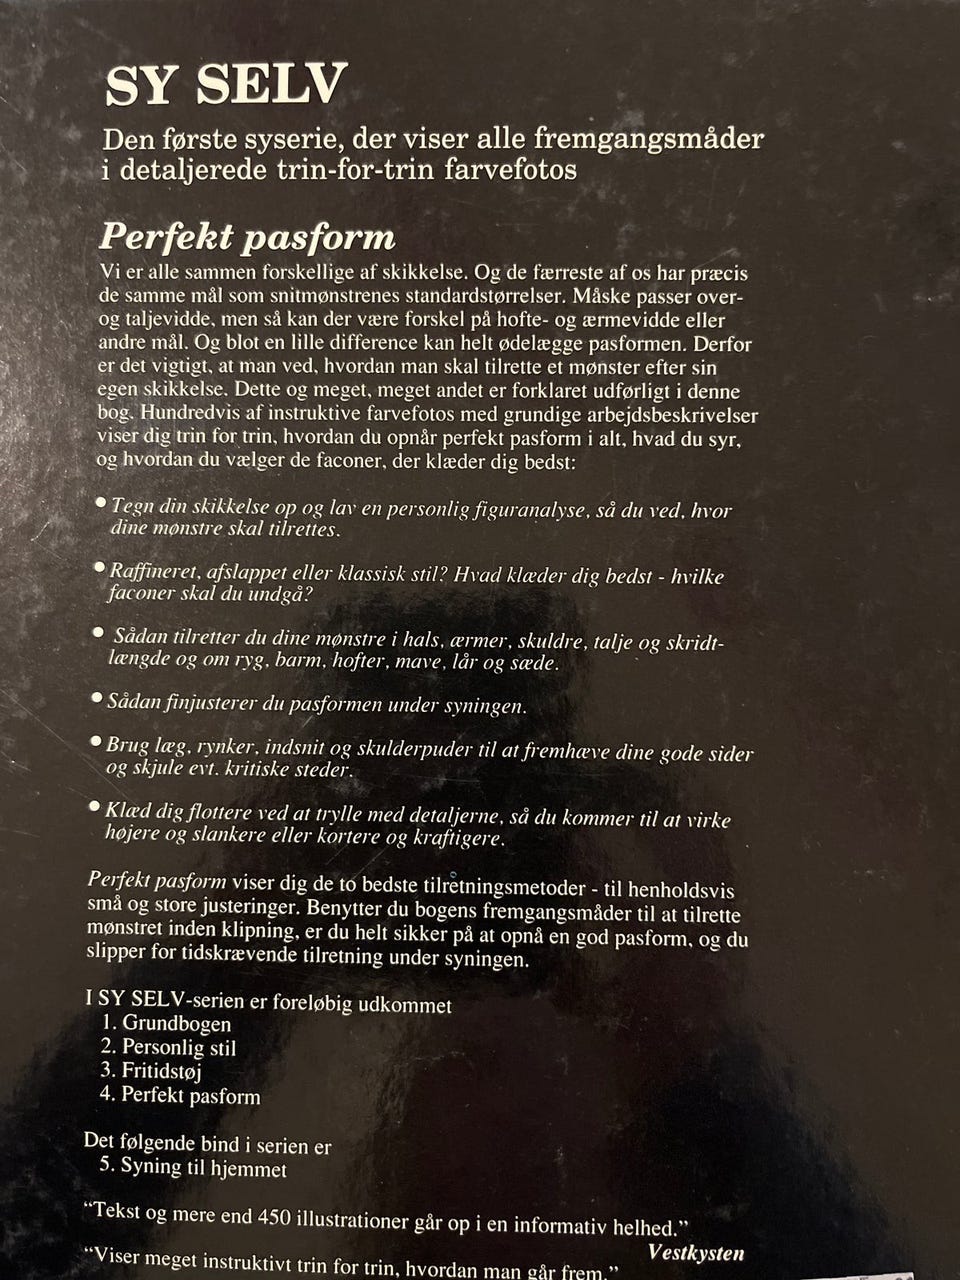 SY SELV
Den første syserie, der viser alle fremgangsmåder
i detaljerede trin-for-trin farvefotos
Perfekt pasform
Vi er alle sammen forskellige af skikkelse. Og de færreste af os har præcis
de samme mål som snitmønstrenes standardstørrelser. Måske passer over-
og taljevidde, men så kan der være forskel på hofte- og ærmevidde eller
andre mål. Og blot en lille difference kan helt ødelægge pasformen. Derfor
er det vigtigt, at man ved, hvordan man skal tilrette et mønster efter sin
egen skikkelse. Dette og meget, meget andet er forklaret udførligt i denne
bog. Hundredvis af instruktive farvefotos med grundige arbejdsbeskrivelser
viser dig trin for trin, hvordan du opnår perfekt pasform i alt, hvad du syr,
og hvordan du vælger de faconer, der klæder dig bedst:
• Tegn din skikkelse op og lav en personlig figuranalyse, så du ved, hvor
dine mønstre skal tilrettes.
• Raffineret, afslappet eller klassisk stil? Hvad klæder dig bedst - hvilke
faconer skal du undgå?
• Sådan tilretter du dine mønstre i hals, ærmer, skuldre, talje og skridt-
længde og om ryg, barm, hofter, mave, lår og sæde.
• Sådan finjusterer du pasformen under syningen.
• Brug læg, rynker, indsnit og skulderpuder til at fremhæve dine gode sider
og skjule evt. kritiske steder.
• Klæd dig flottere ved at trylle med detaljerne, så du kommer til at virke
højere og slankere eller kortere og kraftigere.
Perfekt pasform viser dig de to bedste tilretningsmetoder - til henholdsvis
små og store justeringer. Benytter du bogens fremgangsmåder til at tilrette
mønstret inden klipning, er du helt sikker på at opnå en god pasform, og du
slipper for tidskrævende tilretning under syningen.
I SY SELV-serien er foreløbig udkommet
1. Grundbogen
2. Personlig stil
3. Fritidstøj
4. Perfekt pasform
Det følgende bind i serien er
5. Syning til hjemmet
“Tekst og mere end 450 illustrationer går op i en informativ helhed.”
Vestkysten
“Viser meget instruktivt trin for trin, hvordan man går frem.”